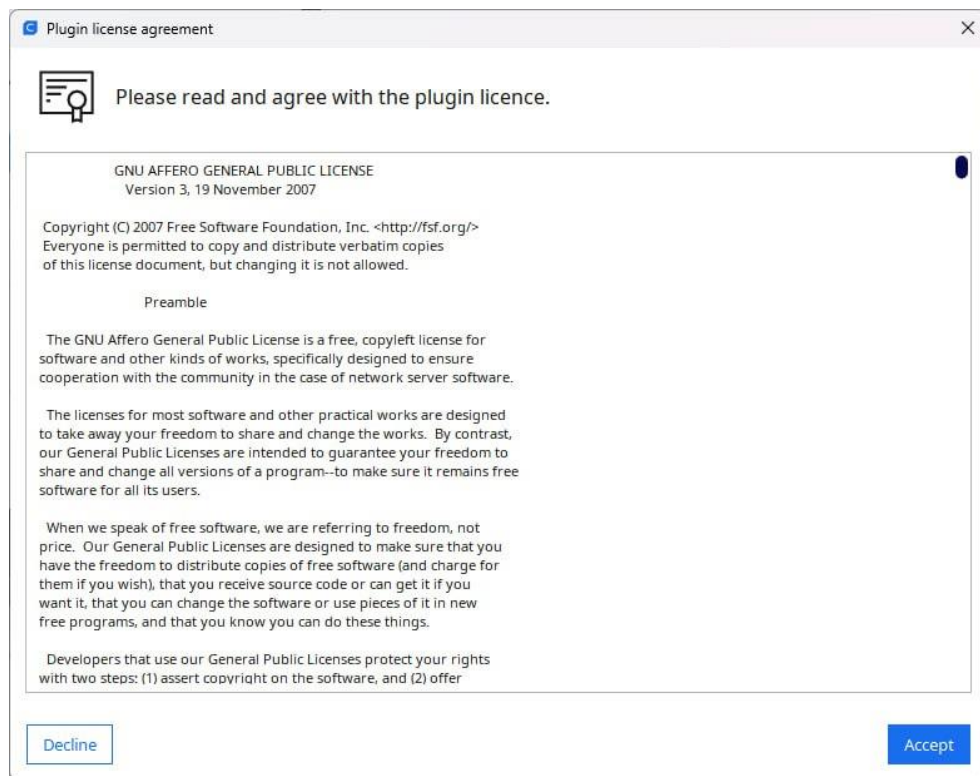 Plugin license agreement
Please read and agree with the plugin licence.
GNU AFFERO GENERAL PUBLIC LICENSE
Version 3, 19 November 2007
Copyright (C) 2007 Free Software Foundation, Inc. <http://fsf.org/>
Everyone is permitted to copy and distribute verbatim copies
of this license document, but changing it is not allowed.
Preamble
The GNU Affero General Public License is a free, copyleft license for
software and other kinds of works, specifically designed to ensure
cooperation with the community in the case of network server software.
The licenses for most software and other practical works are designed
to take away your freedom to share and change the works.  By contrast,
our General Public Licenses are intended to guarantee your freedom to
share and change all versions of a program--to make sure it remains free
software for all its users.
When we speak of free software, we are referring to freedom, not
price.  Our General Public Licenses are designed to make sure that you
have the freedom to distribute copies of free software (and charge for
them if you wish), that you receive source code or can get it if you
want it, that you can change the software or use pieces of it in new
free programs, and that you know you can do these things.
Developers that use our General Public Licenses protect your rights
with two steps: (1) assert copyright on the software, and (2) offer
Decline
Accept